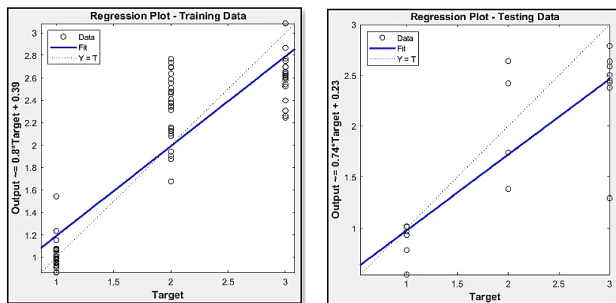 Regression Plot - Training Data
Data
Fit
Y = T
Output ~= 0.8*Target + 0.39
3
2.8
2.6
2.4
2.2
2
1.8
1.6
1.4
1.2
1
1
1.5
2
2.5
3
Target
Regression Plot - Testing Data
Data
Fit
Y = T
Output ~= 0.74*Target + 0.23
3
2.5
2
1.5
1
1
1.5
2
2.5
3
Target